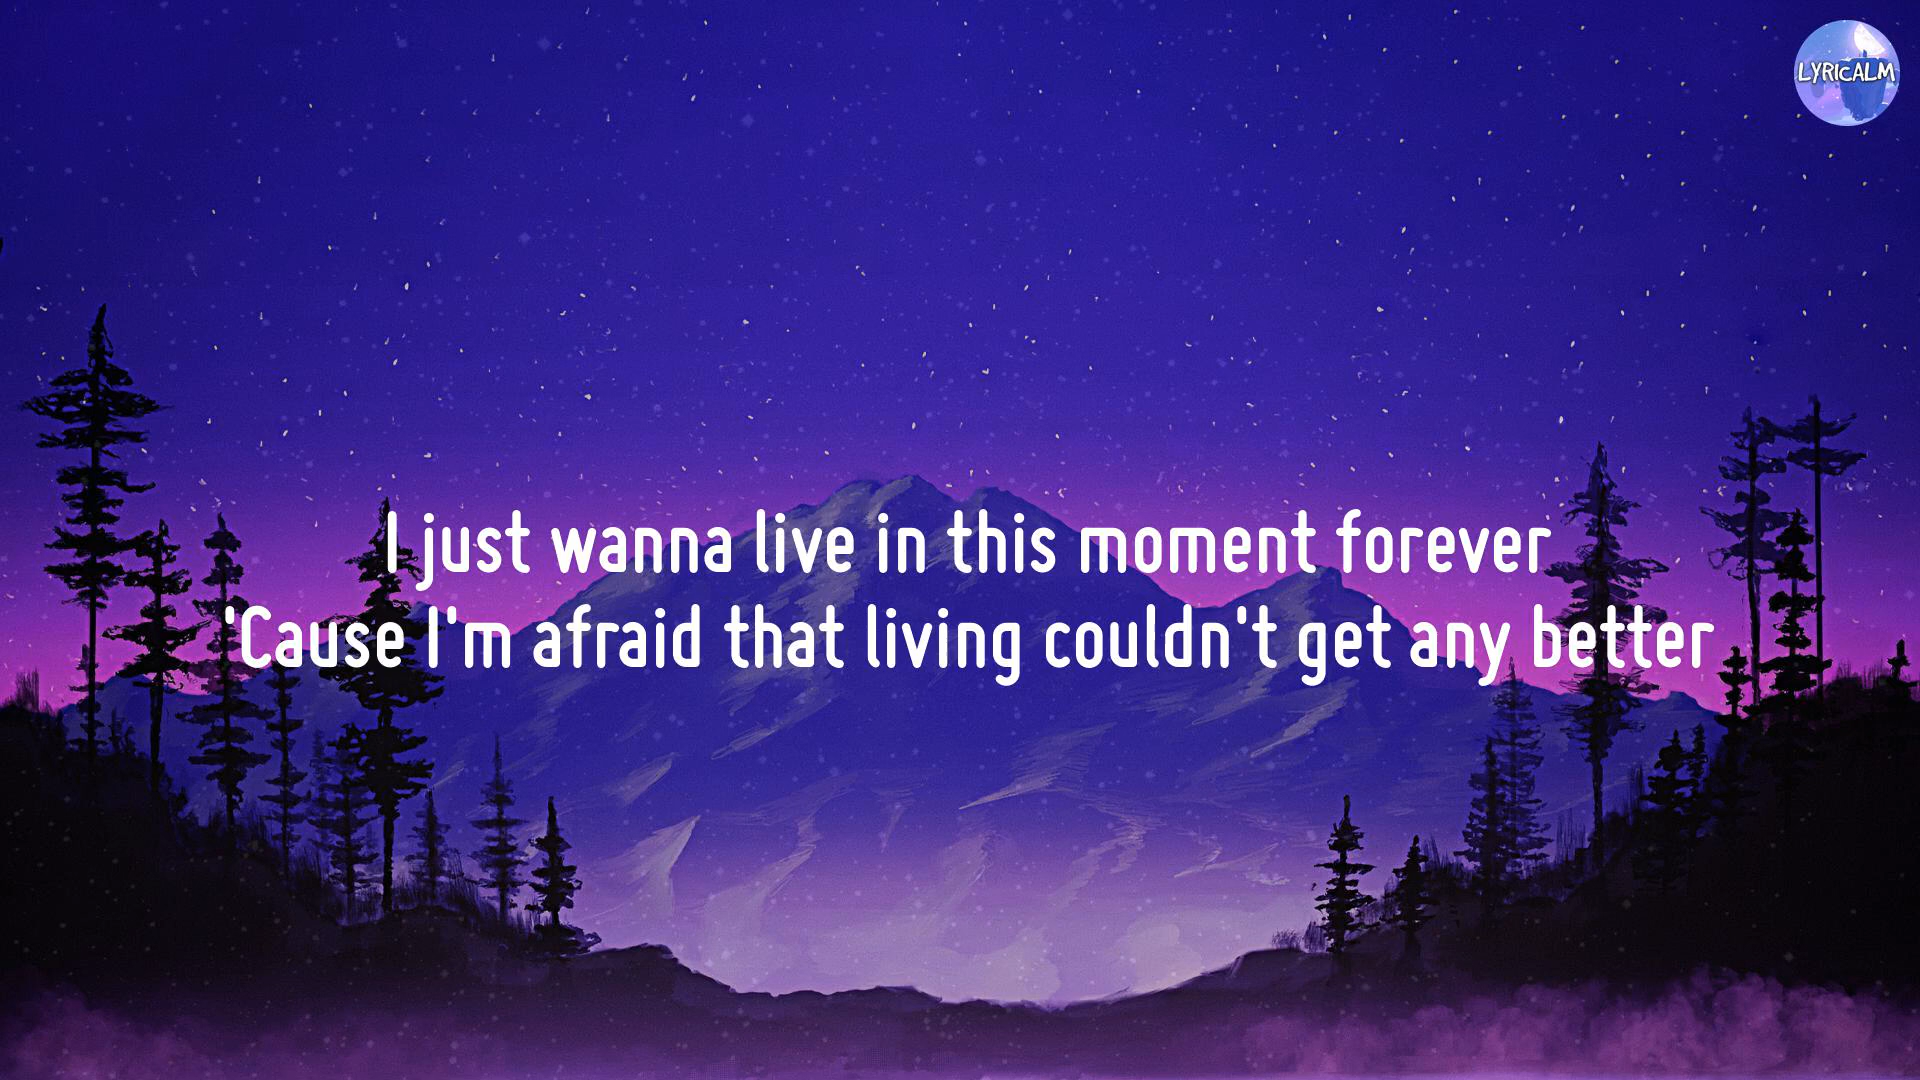 LYRICALM
I just wanna live in this moment forever
'Cause I'm afraid that living couldn't get any better